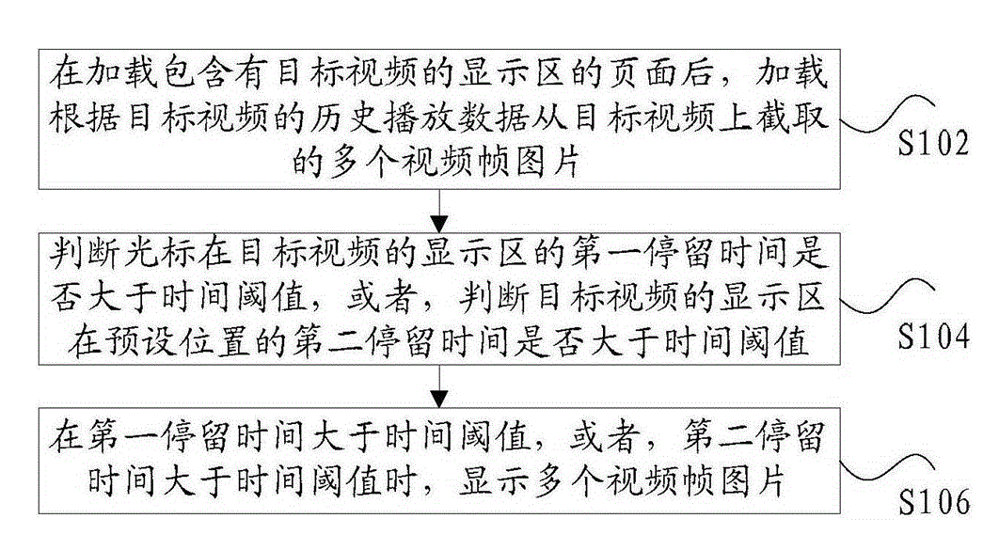 在加载包含有目标视频的显示区的页面后，加载
根据目标视频的历史播放数据从目标视频上截取
的多个视频帧图片
S102
判断光标在目标视频的显示区的第一停留时间是
否大于时间阈值，或者，判断目标视频的显示区
在预设位置的第二停留时间是否大于时间阈值
S104
在第一停留时间大于时间阈值，或者，第二停留
时间大于时间阈值时，显示多个视频帧图片
S106